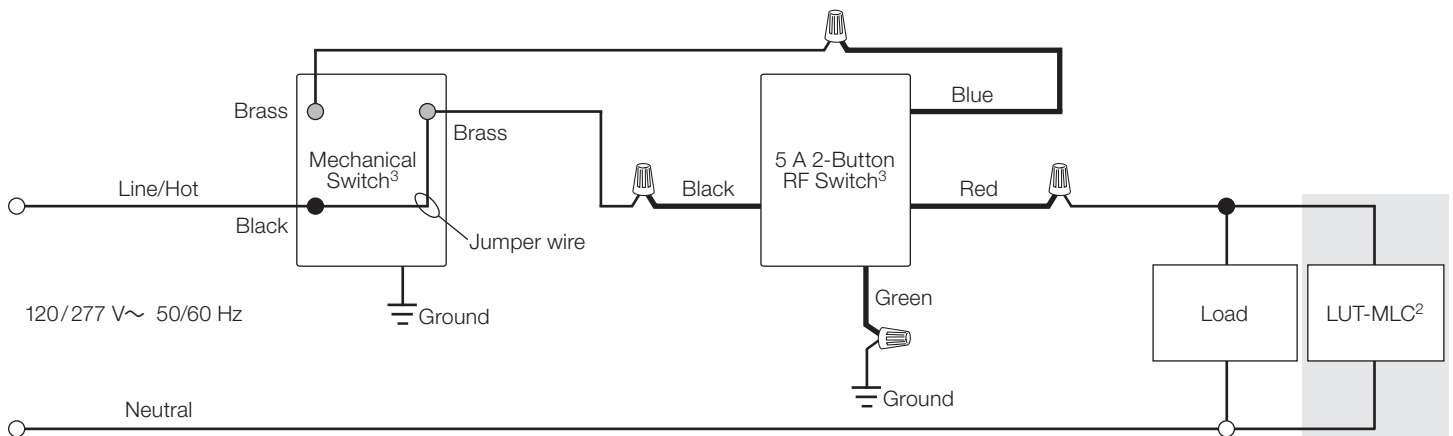 Brass
Blue
Brass
Mechanical
Switch³
5 A 2-Button
RF Switch³
Line/Hot
Black
Red
Black
Jumper wire
Green
120/277 V~ 50/60 Hz
Ground
Load
LUT-MLC²
Ground
Neutral